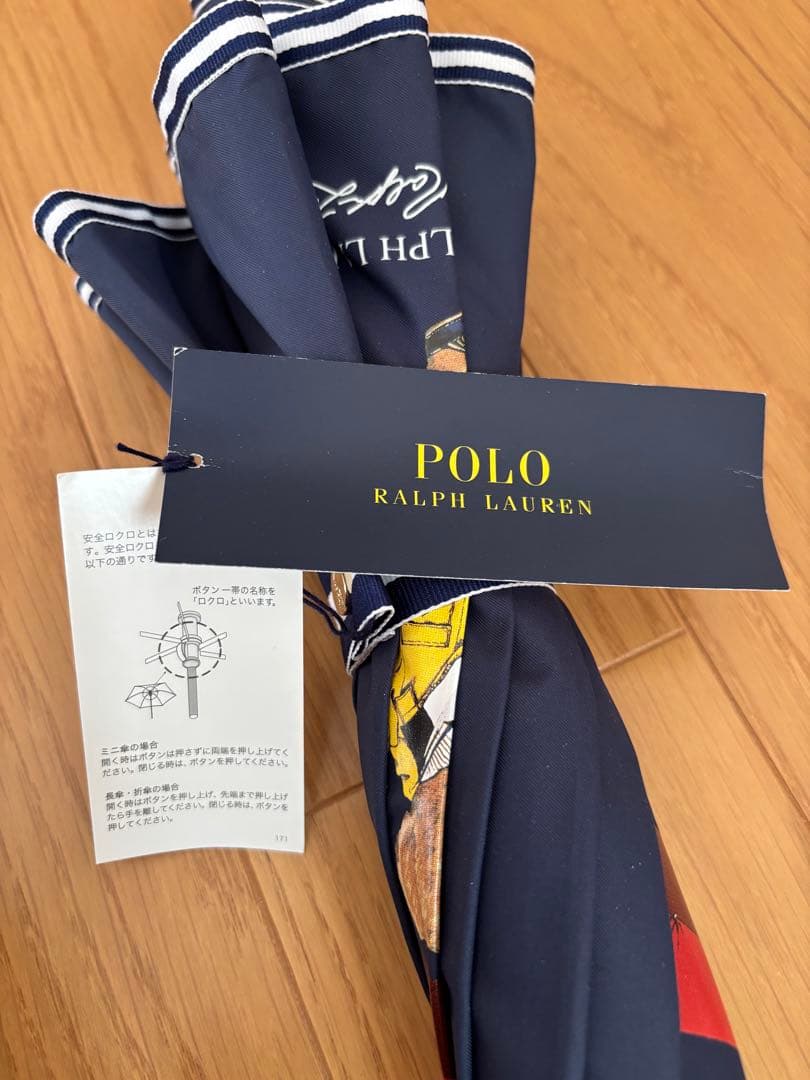 LPH L
POLO
RALPH LAUREN
安全ロクロとは
す。安全ロクロ
以下の通りです
ボタン一帯の名称を
「ロクロ」といいます。
ミニ傘の場合
開く時はボタンは押さずに両端を押し上げてく
ださい。閉じる時は、ボタンを押してください。
長傘・折傘の場合
開く時はボタンを押し上げ、先端まで押し上げ
たら手を離してください。閉じる時は、ボタンを
押してください。
171